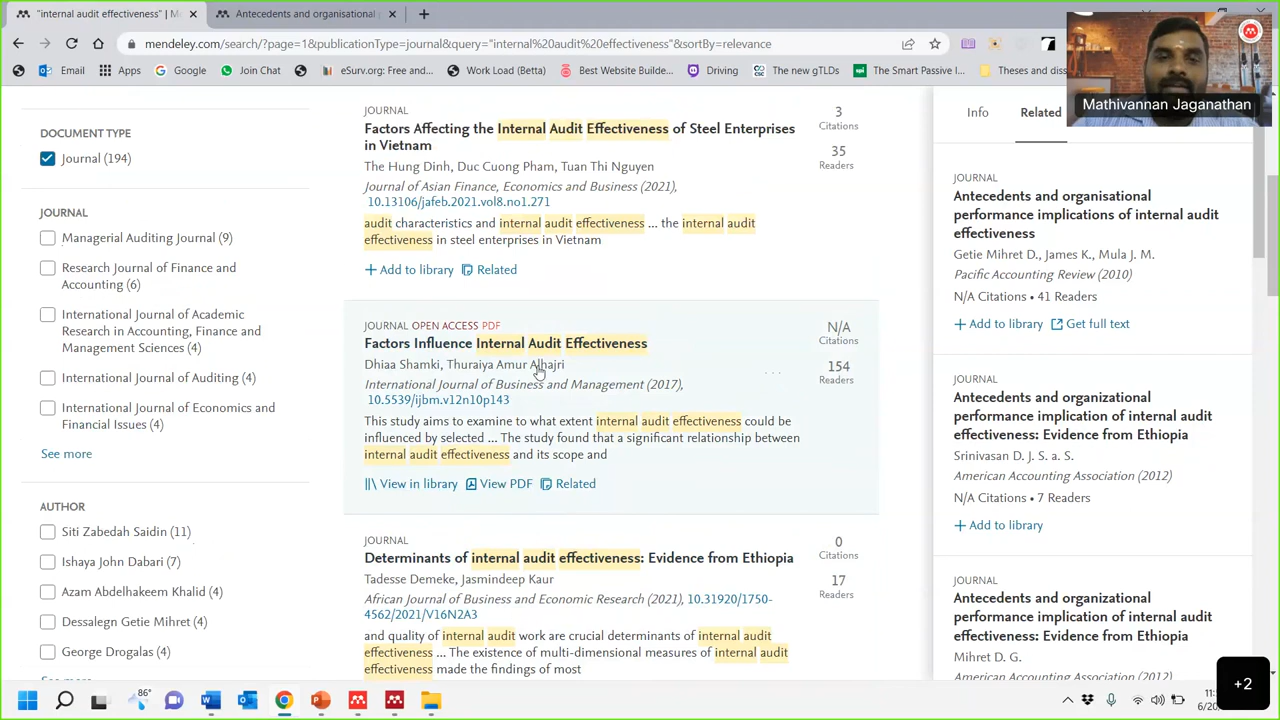 "internal audit effectiveness" | M
Antecedents and organisational
mendeley.com/search/?page=1&publicationType=journal&query="internal%20audit%20effectiveness"&sortBy=relevance
Email
Apps
Google
Join Chat
eSurvey: Free and...
Work Load (Betta)
Best Website Builde...
Driving
The new gTLDs
The Smart Passive I...
Theses and diss
Mathivannan Jaganathan
DOCUMENT TYPE
Journal (194)
JOURNAL
Managerial Auditing Journal (9)
Research Journal of Finance and
Accounting (6)
International Journal of Academic
Research in Accounting, Finance and
Management Sciences (4)
International Journal of Auditing (4)
International Journal of Economics and
Financial Issues (4)
See more
AUTHOR
Siti Zabedah Saidin (11)
Ishaya John Dabari (7)
Azam Abdelhakeem Khalid (4)
Dessalegn Getie Mihret (4)
George Drogalas (4)
JOURNAL
Factors Affecting the Internal Audit Effectiveness of Steel Enterprises
in Vietnam
The Hung Dinh, Duc Cuong Pham, Tuan Thi Nguyen
Journal of Asian Finance, Economics and Business (2021),
10.13106/jafeb.2021.vol8.no1.271
audit characteristics and internal audit effectiveness ... the internal audit
effectiveness in steel enterprises in Vietnam
Add to library Related
3
Citations
35
Readers
JOURNAL OPEN ACCESS PDF
Factors Influence Internal Audit Effectiveness
Dhiaa Shamki, Thuraiya Amur Alhajri
International Journal of Business and Management (2017),
10.5539/ijbm.v12n10p143
This study aims to examine to what extent internal audit effectiveness could be
influenced by selected ... The study found that a significant relationship between
internal audit effectiveness and its scope and
View in library View PDF Related
N/A
Citations
154
Readers
JOURNAL
Determinants of internal audit effectiveness: Evidence from Ethiopia
Tadesse Demeke, Jasmindeep Kaur
African Journal of Business and Economic Research (2021), 10.31920/1750-
4562/2021/V16N2A3
and quality of internal audit work are crucial determinants of internal audit
effectiveness ... The existence of multi-dimensional measures of internal audit
effectiveness made the findings of most
0
Citations
17
Readers
Info Related
JOURNAL
Antecedents and organisational
performance implications of internal audit
effectiveness
Getie Mihret D., James K., Mula J. M.
Pacific Accounting Review (2010)
N/A Citations • 41 Readers
Add to library Get full text
JOURNAL
Antecedents and organizational
performance implication of internal audit
effectiveness: Evidence from Ethiopia
Srinivasan D. J. S. a. S.
American Accounting Association (2012)
N/A Citations • 7 Readers
Add to library
JOURNAL
Antecedents and organizational
performance implication of internal audit
effectiveness: Evidence from Ethiopia
Mihret D. G.
American Accounting Association (2012)
86°
11:
6/20
+2